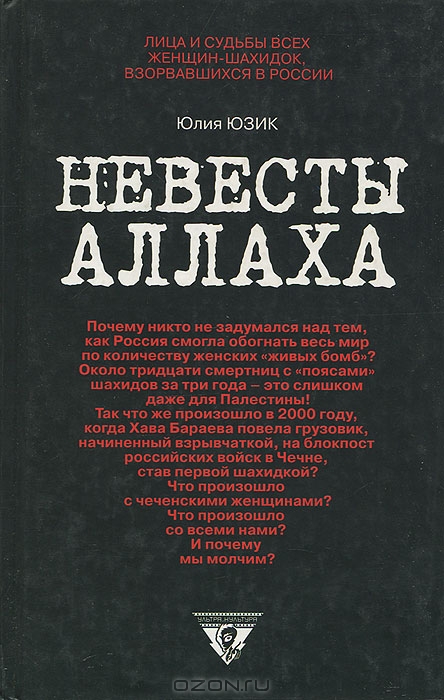 ЛИЦА И СУДЬБЫ ВСЕХ
ЖЕНЩИН-ШАХИДОК,
ВЗОРВАВШИХСЯ В РОССИИ
Юлия ЮЗИК
НЕВЕСТЫ
АЛЛАХА
Почему никто не задумался над тем,
как Россия смогла обогнать весь мир
по количеству женских «живых бомб»?
Около тридцати смертниц с «поясами»
шахидов за три года – это слишком
даже для Палестины!
Так что же произошло в 2000 году,
когда Хава Бараева повела грузовик,
начиненный взрывчаткой, на блокпост
российских войск в Чечне,
став первой шахидкой?
Что произошло
с чеченскими женщинами?
Что произошло
со всеми нами?
И почему
мы молчим?
УЛЬТРА.КУЛЬТУРА
OZON.ru